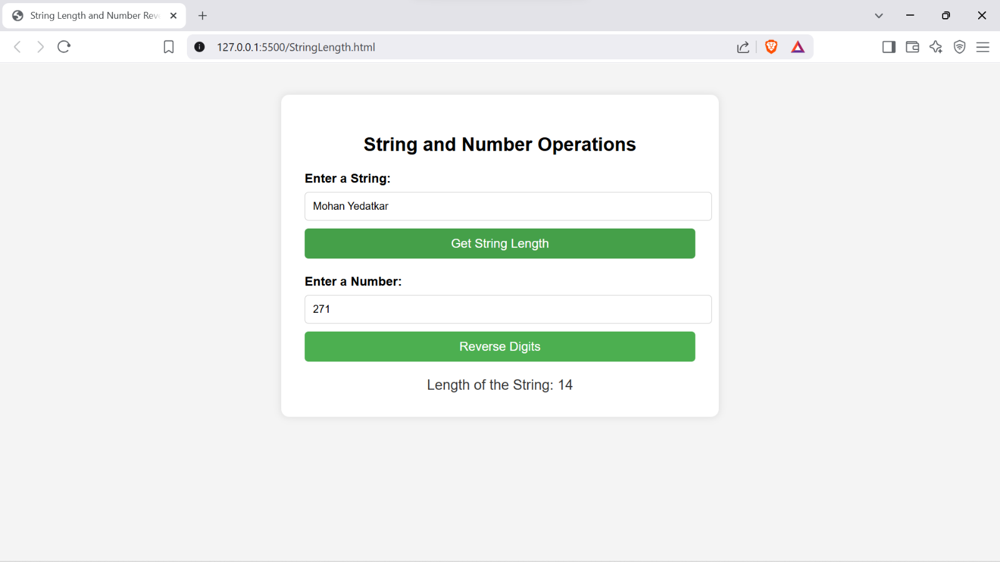 String Length and Number Rev
127.0.0.1:5500/StringLength.html
String and Number Operations
Enter a String:
Mohan Yedatkar
Get String Length
Enter a Number:
271
Reverse Digits
Length of the String: 14